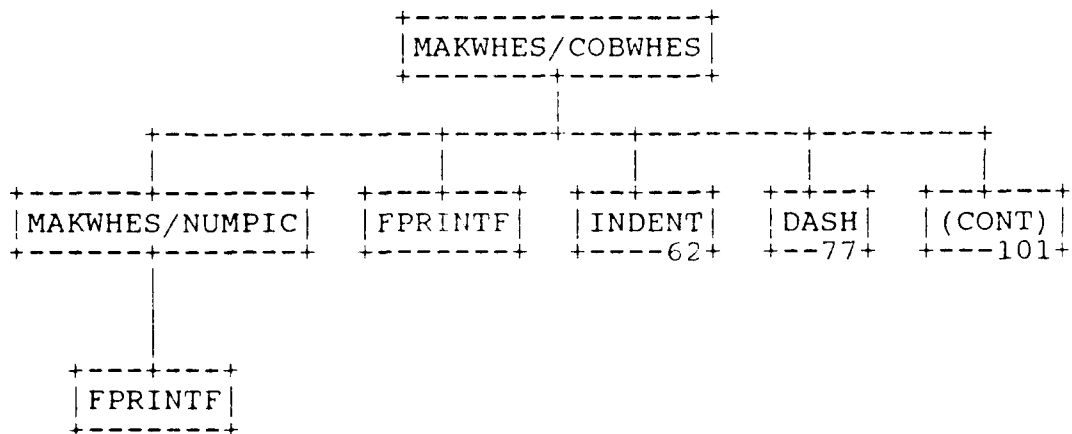 MAKWHES/COBWHES
MAKWHES/NUMPIC FPRINTF INDENT DASH (CONT)
62 77 101
FPRINTF